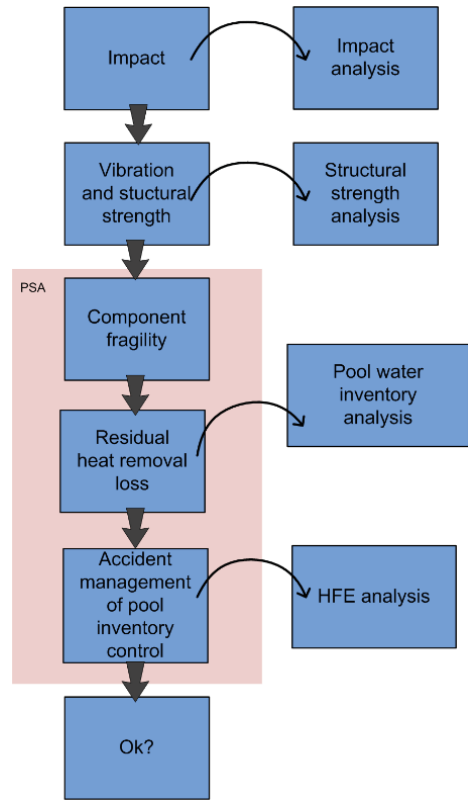 Impact
Impact
analysis
Vibration
and stuctural
strength
Structural
strength
analysis
PSA
Component
fragility
Pool water
inventory
analysis
Residual
heat removal
loss
Accident
management
of pool
inventory
control
HFE analysis
Ok?